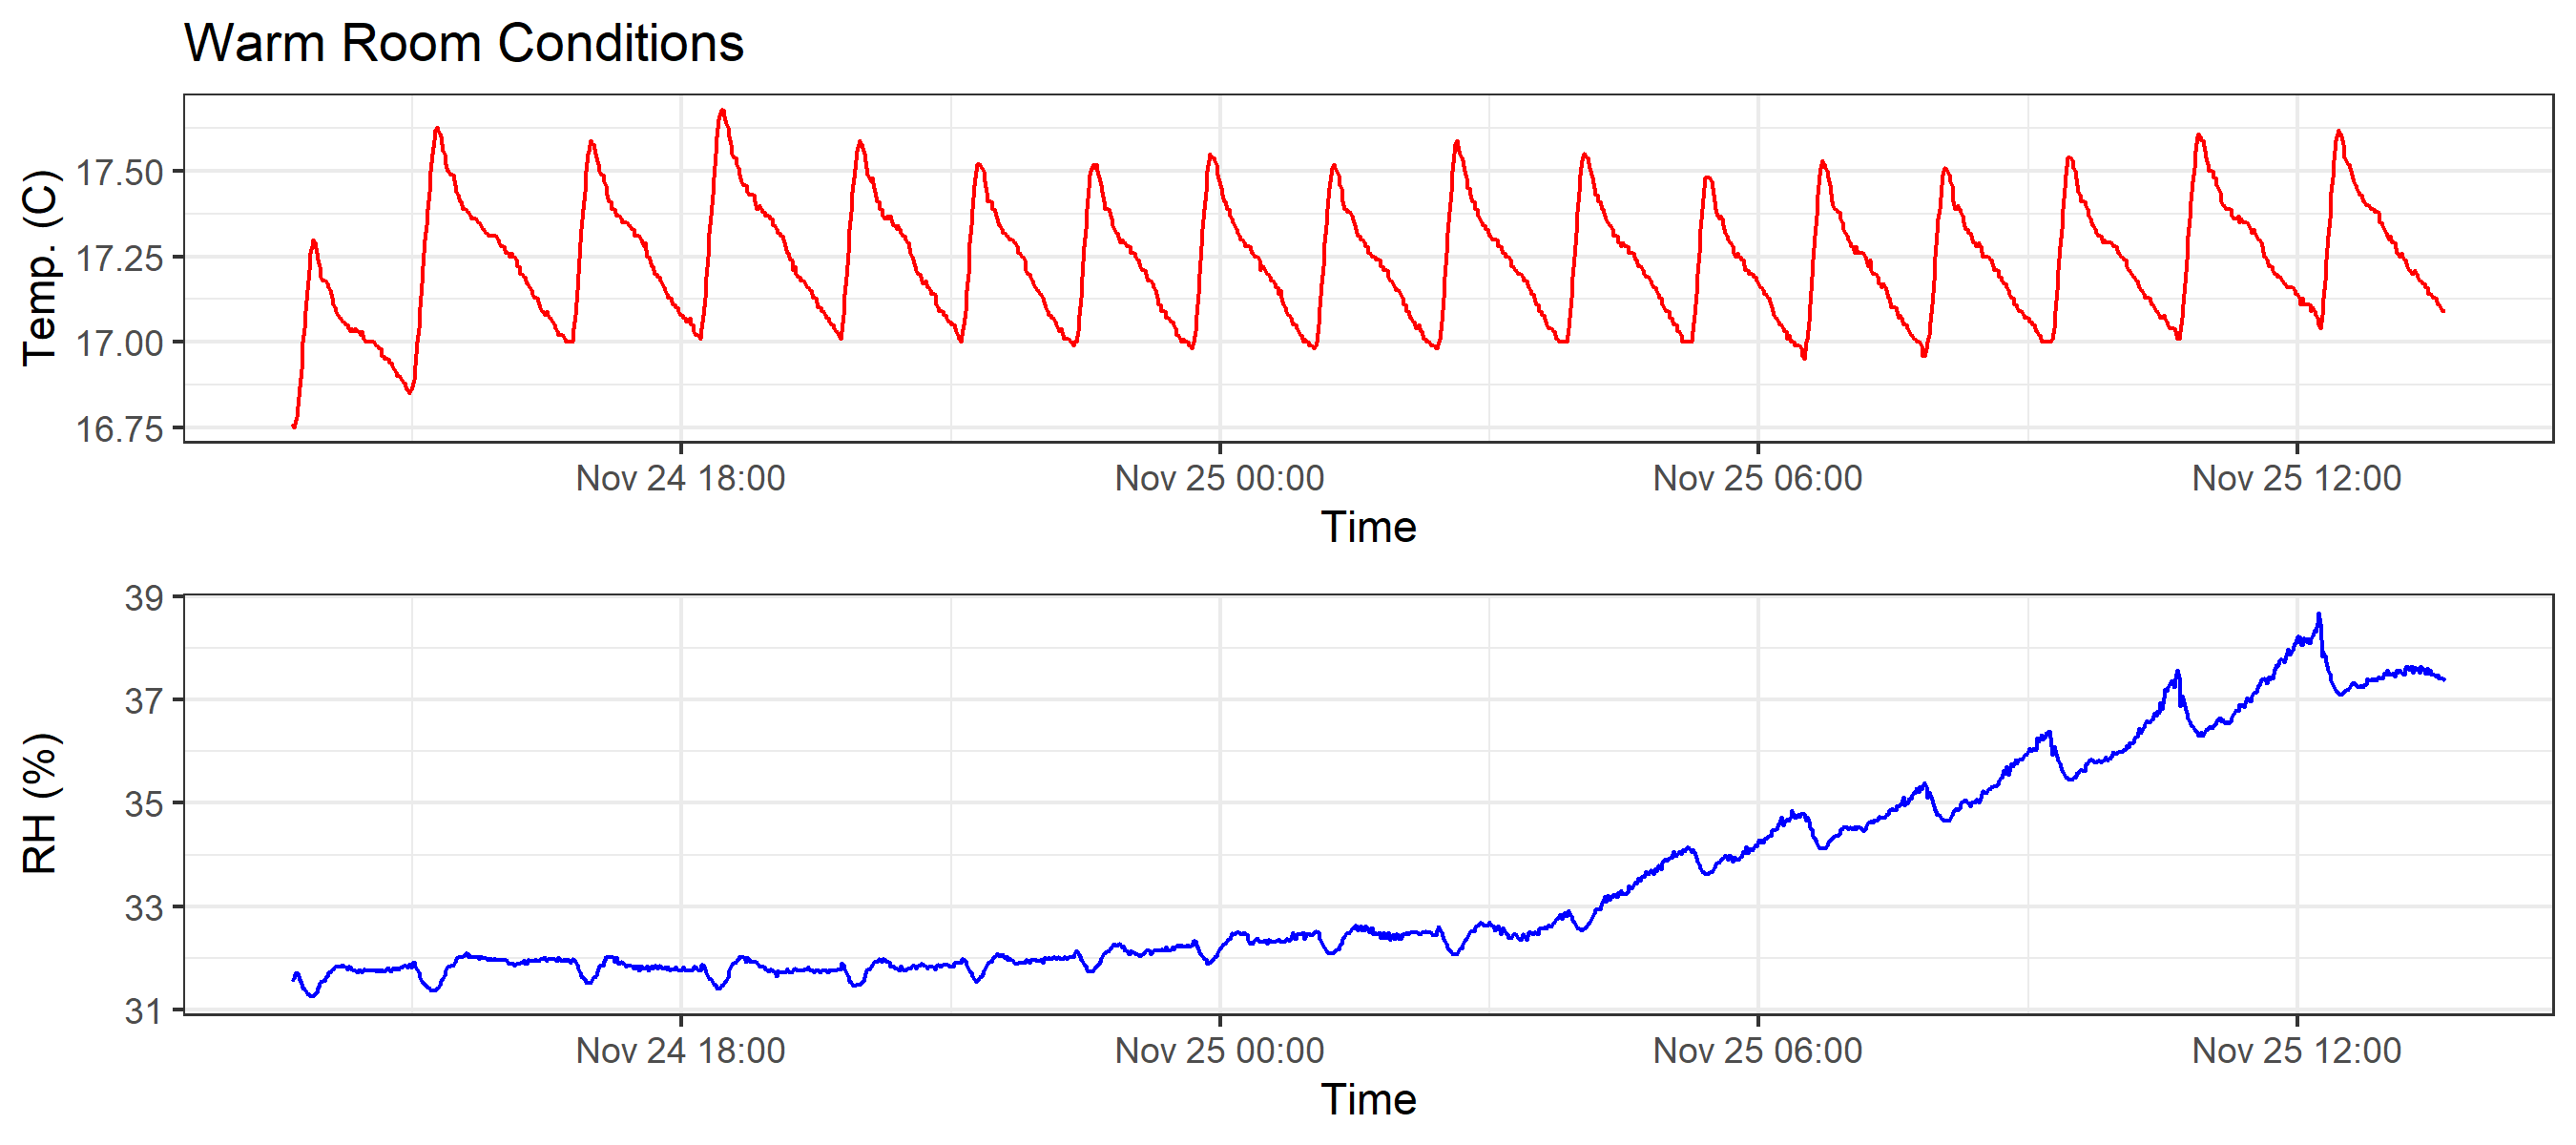 Warm Room Conditions
Temp. (C)
17.50
17.25
17.00
16.75
Nov 24 18:00 Nov 25 00:00 Nov 25 06:00 Nov 25 12:00
Time
RH (%)
39
37
35
33
31
Nov 24 18:00 Nov 25 00:00 Nov 25 06:00 Nov 25 12:00
Time